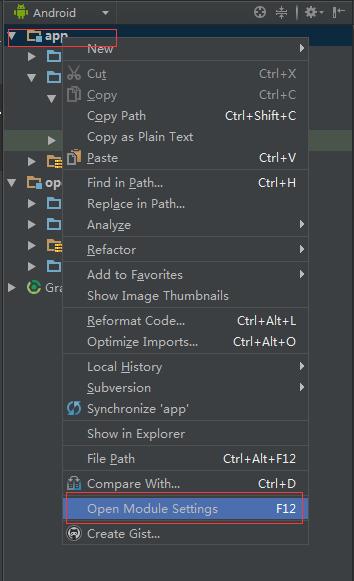 Android
app
New
Cut Ctrl+X
Copy Ctrl+C
Copy Path Ctrl+Shift+C
Copy as Plain Text
Paste Ctrl+V
Find in Path... Ctrl+H
Replace in Path...
Analyze
Refactor
Add to Favorites
Show Image Thumbnails
Reformat Code... Ctrl+Alt+L
Optimize Imports... Ctrl+Alt+O
Local History
Subversion
Synchronize 'app'
Show in Explorer
File Path Ctrl+Alt+F12
Compare With... Ctrl+D
Open Module Settings F12
Create Gist...
ope
Gra